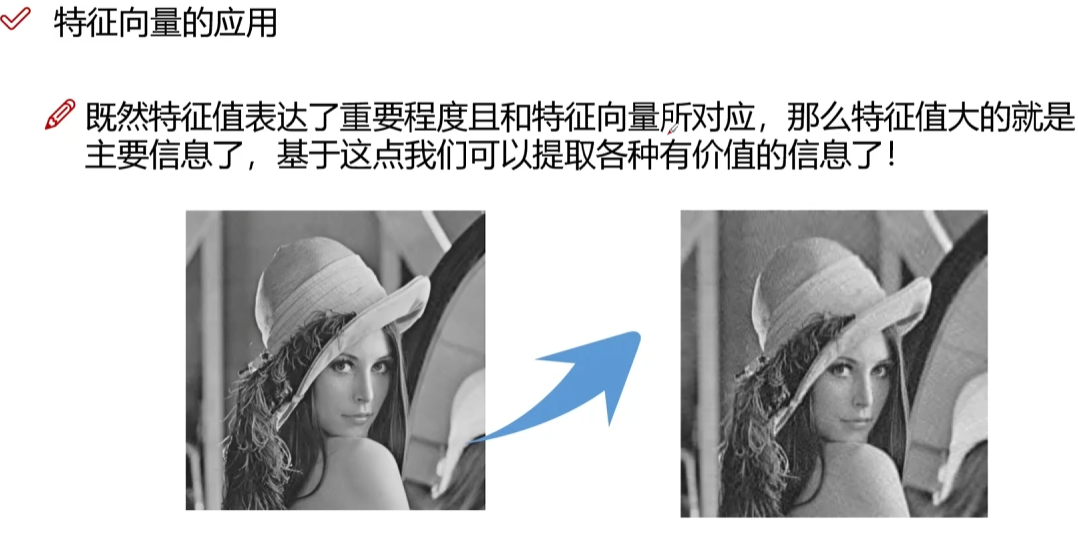 特征向量的应用
既然特征值表达了重要程度且和特征向量所对应，那么特征值大的就是
主要信息了，基于这点我们可以提取各种有价值的信息了！